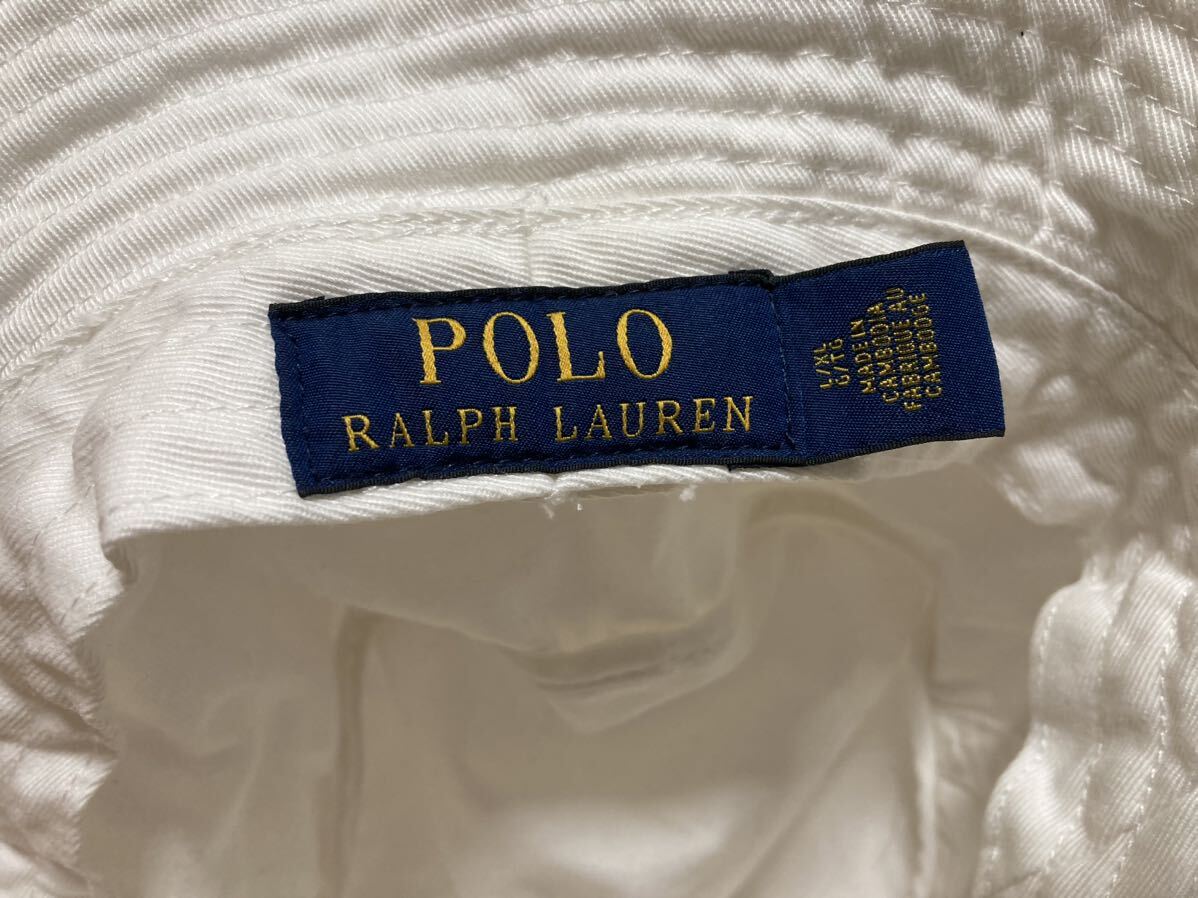 POLO
RALPH LAUREN
L/XL
G/TG
MADE IN
CAMBODIA
FABRIQUE AU
CAMBODGE